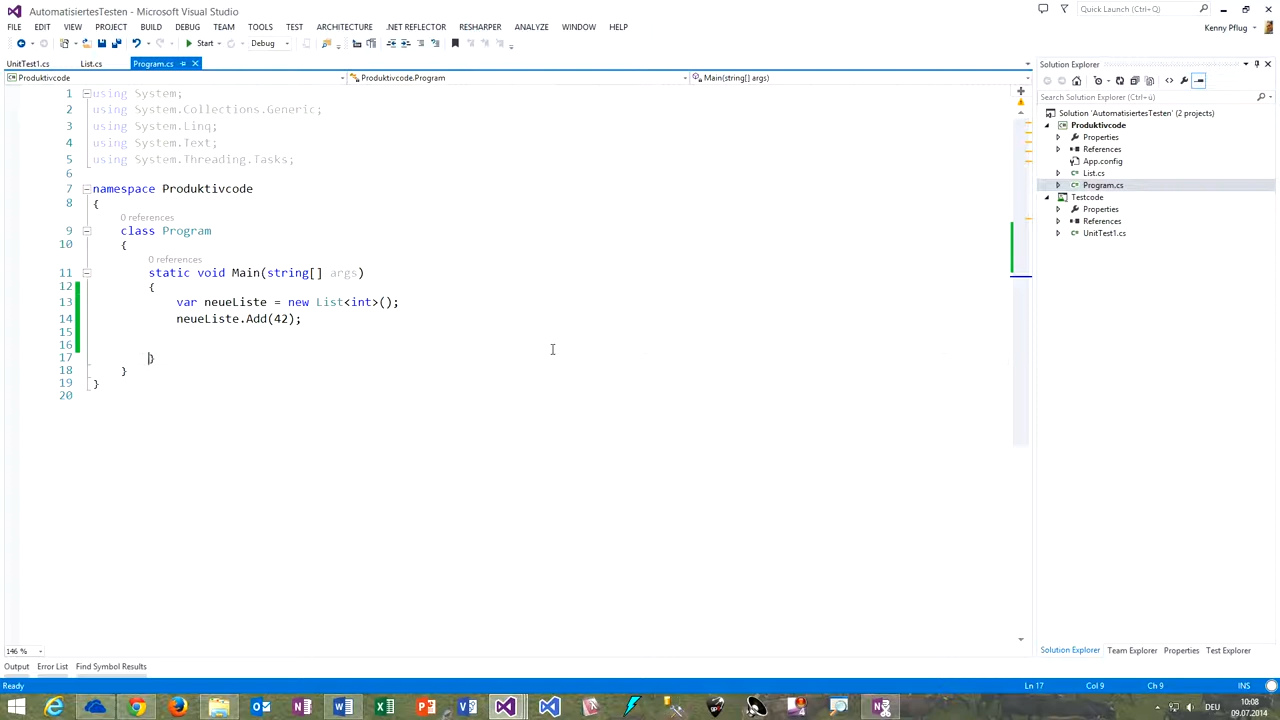 AutomatisiertesTesten - Microsoft Visual Studio
Quick Launch (Ctrl+Q)
FILE EDIT VIEW PROJECT BUILD DEBUG TEAM TOOLS TEST ARCHITECTURE .NET REFLECTOR RESHARPER ANALYZE WINDOW HELP
Kenny Pflug
Start
Debug
UnitTest1.cs List.cs Program.cs
Solution Explorer
Produktivcode
Produktivcode.Program
Main(string[] args)
Search Solution Explorer (Ctrl+ü)
Solution 'AutomatisiertesTesten' (2 projects)
Produktivcode
Properties
References
App.config
List.cs
Program.cs
Testcode
Properties
References
UnitTest1.cs
1 using System;
2 using System.Collections.Generic;
3 using System.Linq;
4 using System.Text;
5 using System.Threading.Tasks;
6
7 namespace Produktivcode
8 {
0 references
9 class Program
10 {
0 references
11 static void Main(string[] args)
12 {
13 var neueListe = new List<int>();
14 neueListe.Add(42);
15
16
17 }
18 }
19 }
20
146 %
Solution Explorer Team Explorer Properties Test Explorer
Output Error List Find Symbol Results
Ready
Ln 17 Col 9 Ch 9 INS
DEU
10:08
09.07.2014